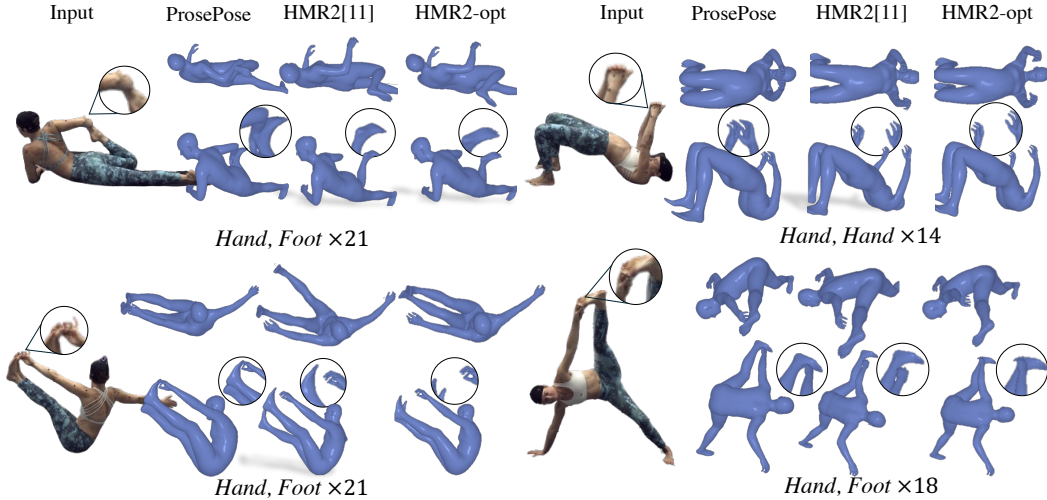 Input ProsePose HMR2[11] HMR2-opt Input ProsePose HMR2[11] HMR2-opt
Hand, Foot ×21 Hand, Hand ×14
Hand, Foot ×21 Hand, Foot ×18